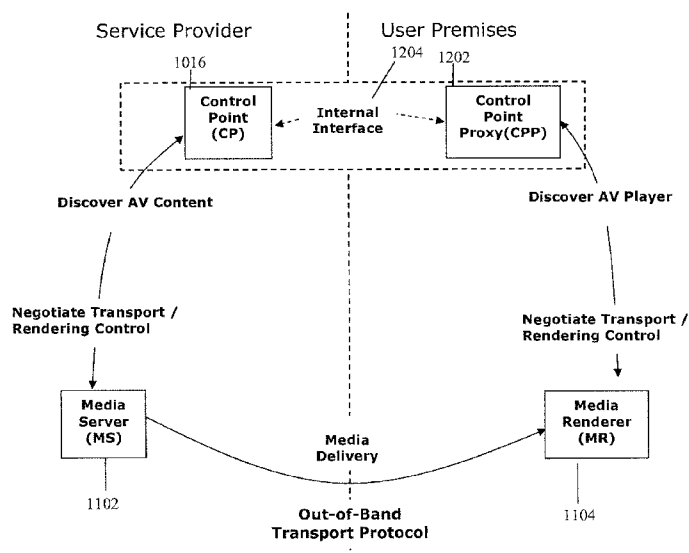 Service Provider
User Premises
1016
1204
1202
Control
Point
(CP)
Internal
Interface
Control
Point
Proxy(CPP)
Discover AV Content
Discover AV Player
Negotiate Transport /
Rendering Control
Negotiate Transport /
Rendering Control
Media
Server
(MS)
Media
Renderer
(MR)
Media
Delivery
1102
1104
Out-of-Band
Transport Protocol